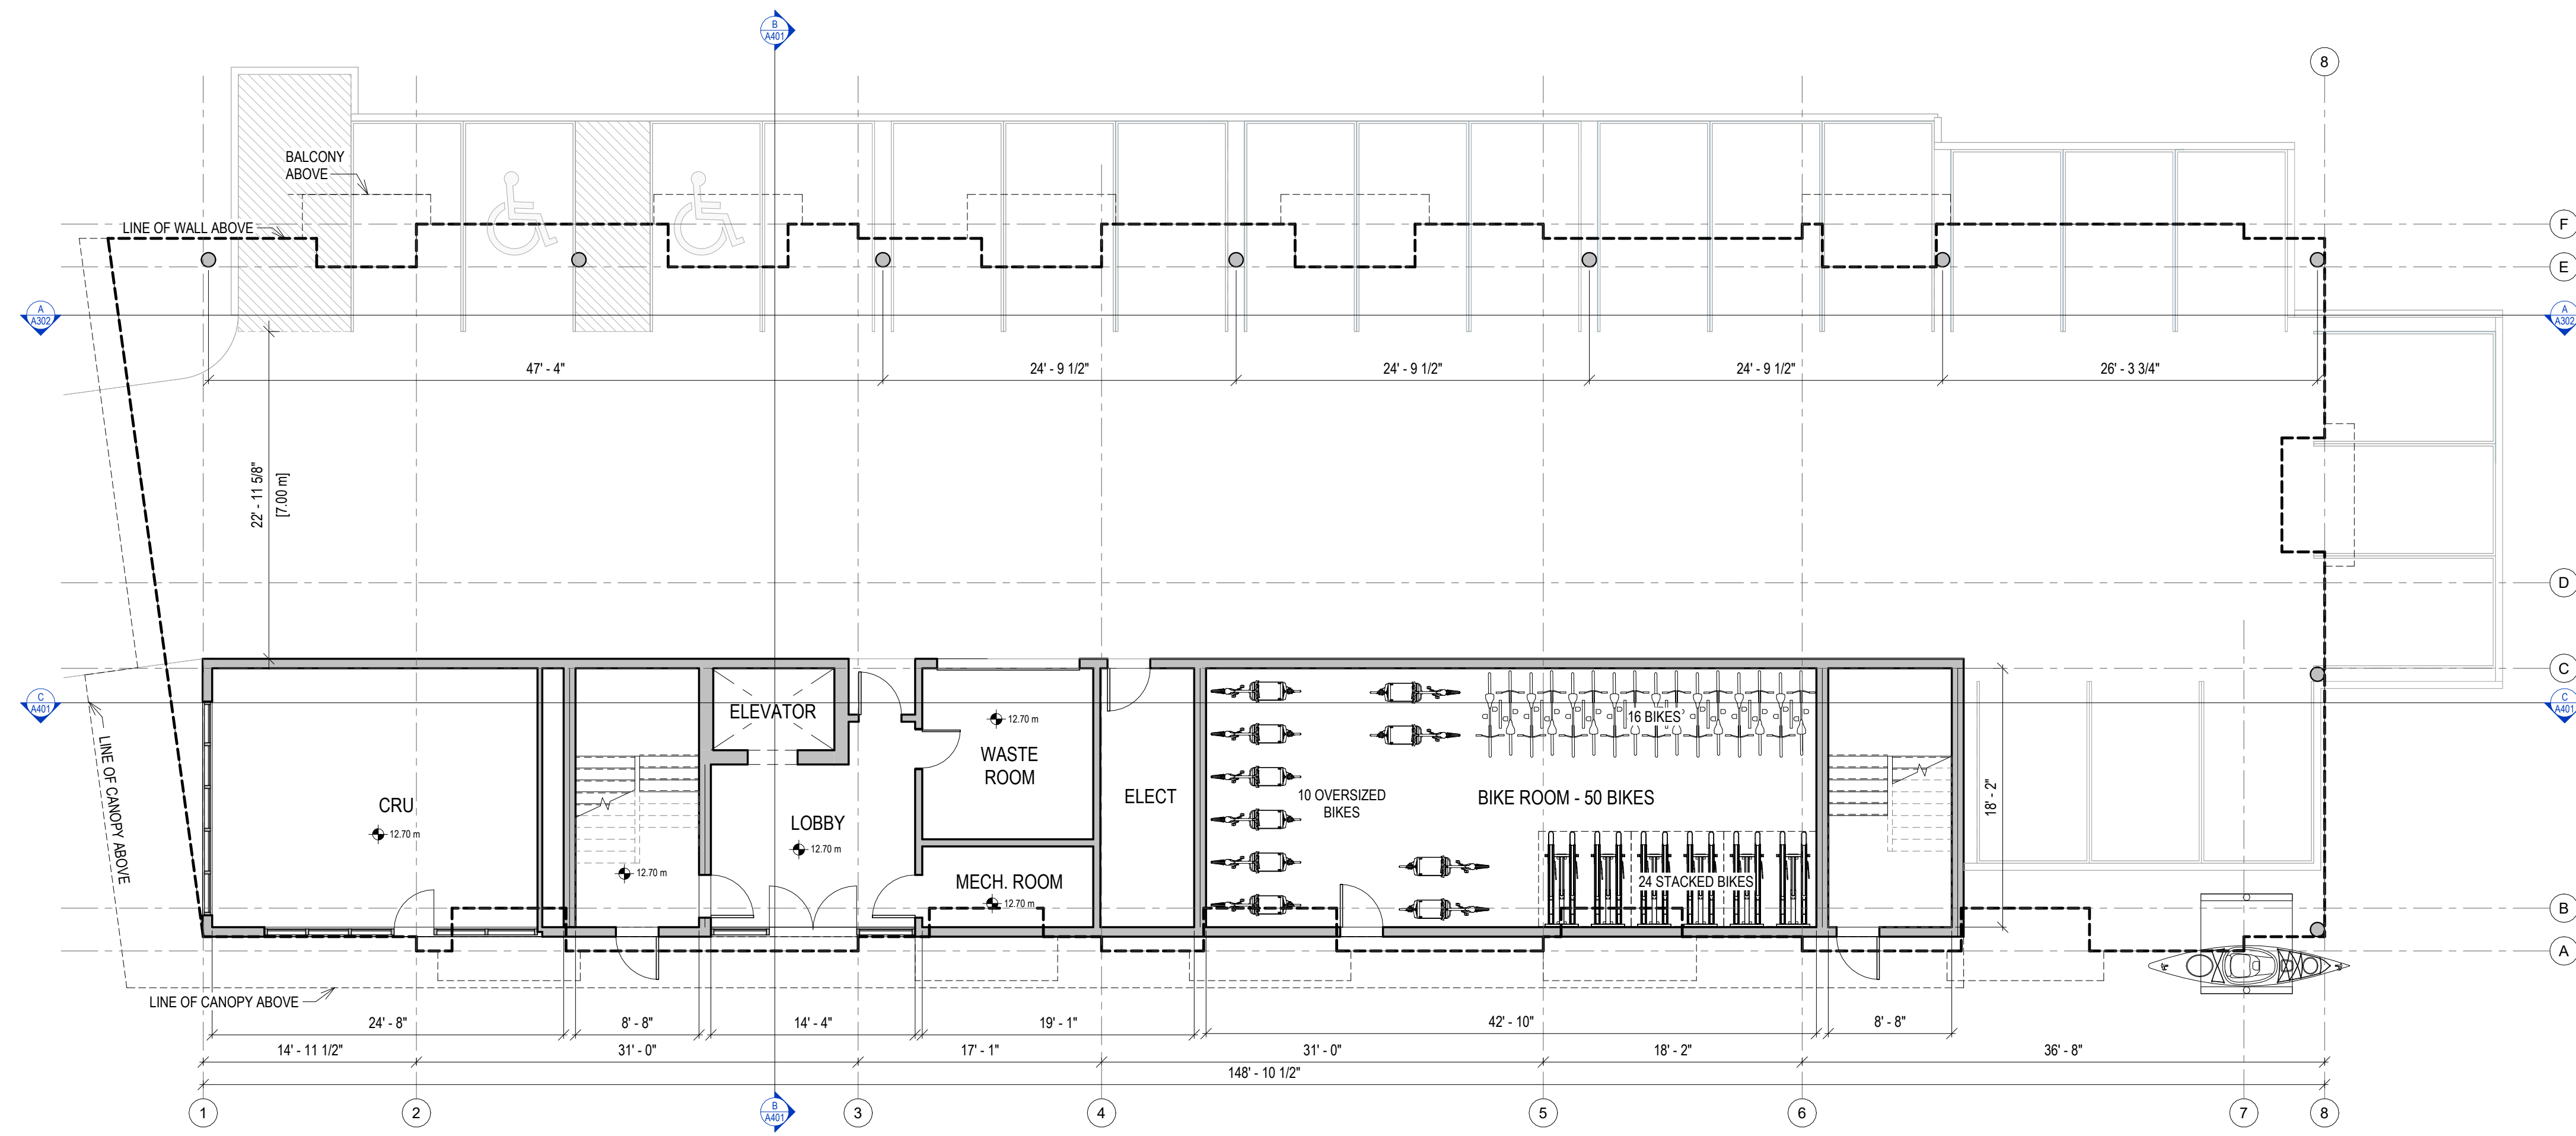 B
A401
8
BALCONY
ABOVE
LINE OF WALL ABOVE
F
E
A
A302
A
A302
47' - 4"
24' - 9 1/2"
24' - 9 1/2"
24' - 9 1/2"
26' - 3 3/4"
22' - 11 5/8"
[7.00 m]
D
C
C
A401
C
A401
ELEVATOR
12.70 m
16 BIKES
WASTE
ROOM
LINE OF CANOPY ABOVE
CRU
12.70 m
LOBBY
12.70 m
ELECT
10 OVERSIZED
BIKES
BIKE ROOM - 50 BIKES
18' - 2"
12.70 m
MECH. ROOM
12.70 m
24 STACKED BIKES
B
A
LINE OF CANOPY ABOVE
24' - 8"
8' - 8"
14' - 4"
19' - 1"
42' - 10"
8' - 8"
14' - 11 1/2"
31' - 0"
17' - 1"
31' - 0"
18' - 2"
36' - 8"
148' - 10 1/2"
1
2
B
A401
3
4
5
6
7
8